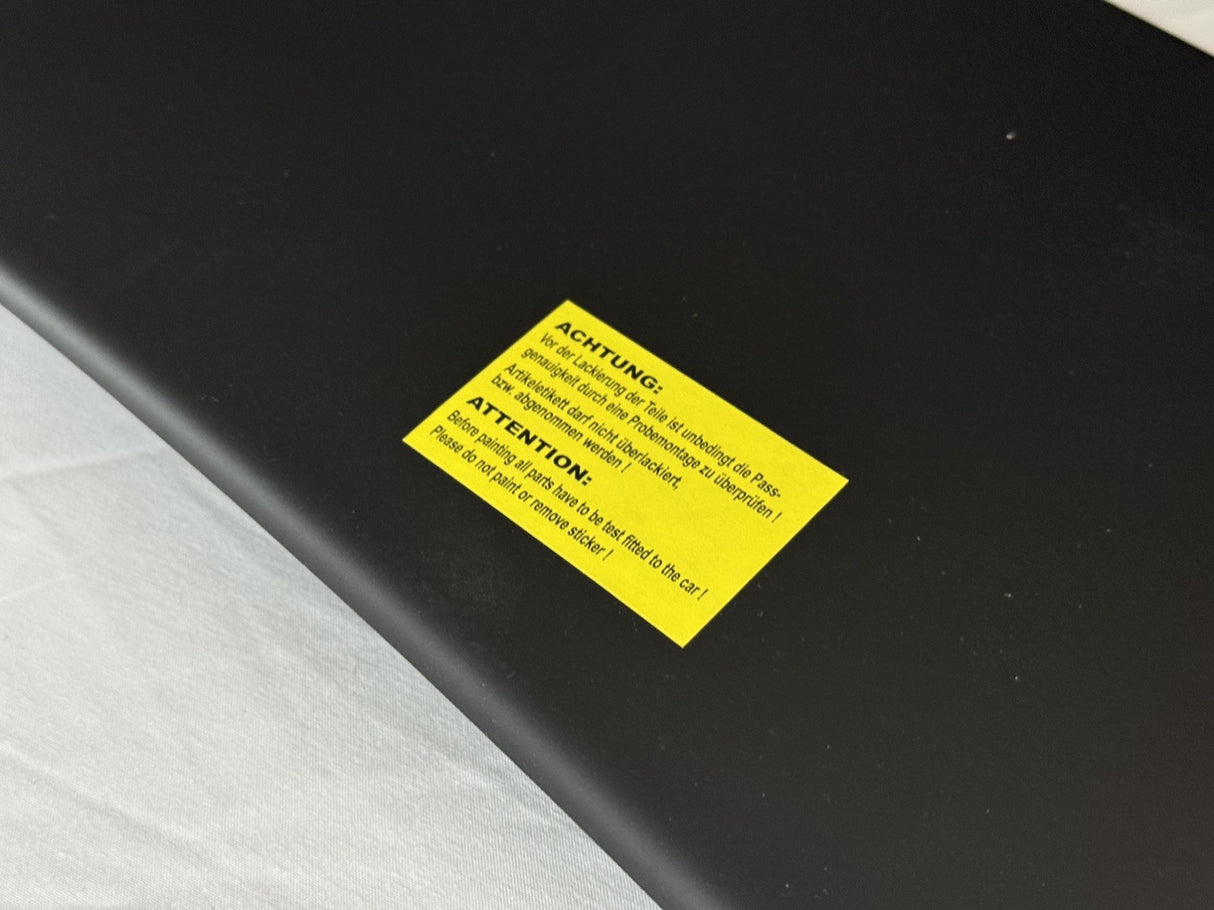 ACHTUNG:
Vor der Lackierung der Teile ist unbedingt die Pass-
genauigkeit durch eine Probemontage zu überprüfen !
Artikeletikett darf nicht überlackiert,
bzw. abgenommen werden !
ATTENTION:
Before painting all parts have to be test fitted to the car !
Please do not paint or remove sticker !